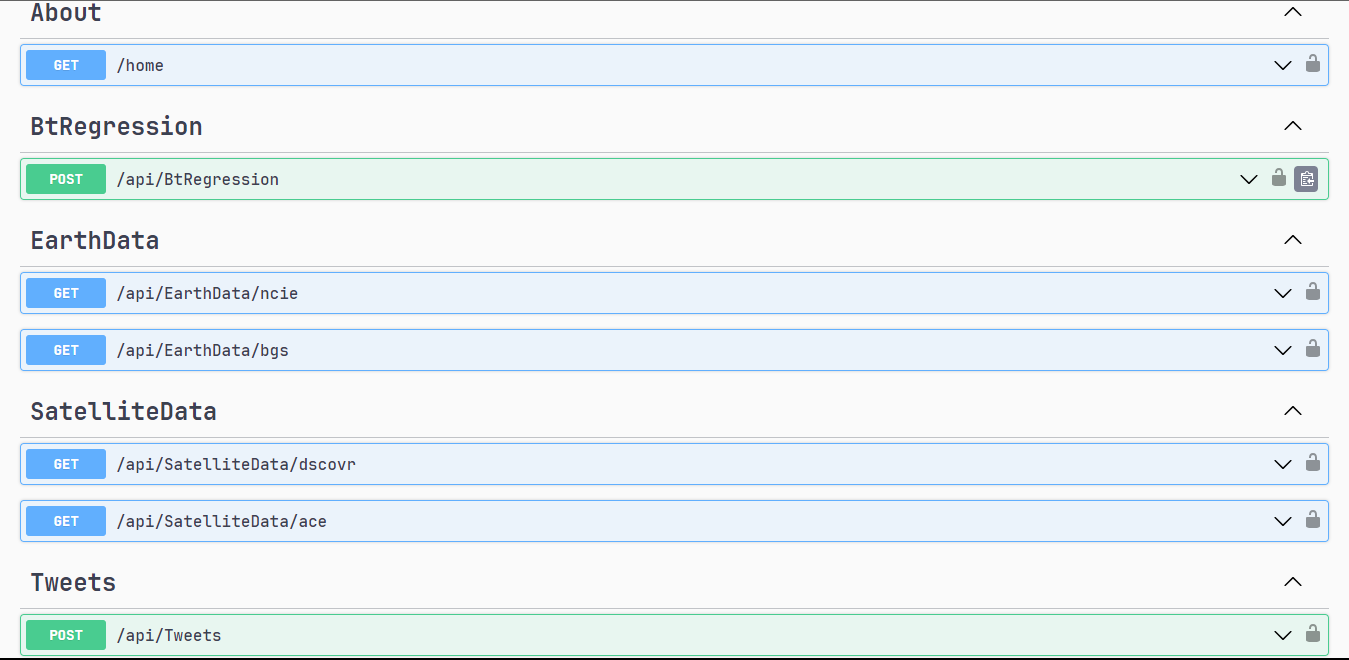 About
GET /home
BtRegression
POST /api/BtRegression
EarthData
GET /api/EarthData/ncie
GET /api/EarthData/bgs
SatelliteData
GET /api/SatelliteData/dscovr
GET /api/SatelliteData/ace
Tweets
POST /api/Tweets